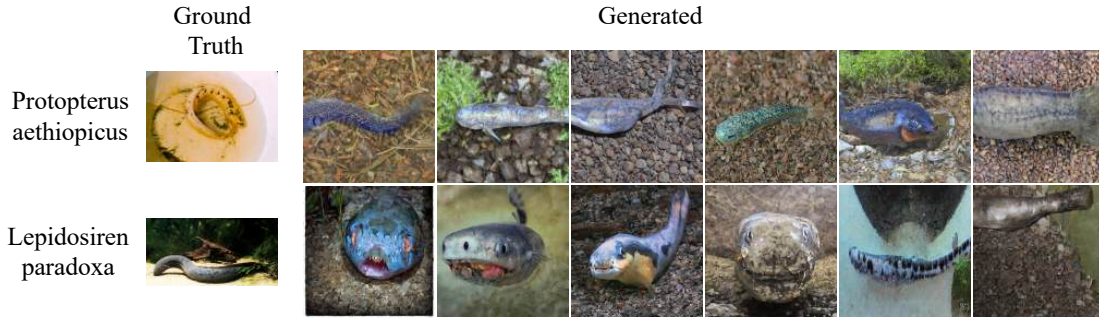 Ground
Truth
Generated
Protopterus
aethiopicus
Lepidosiren
paradoxa